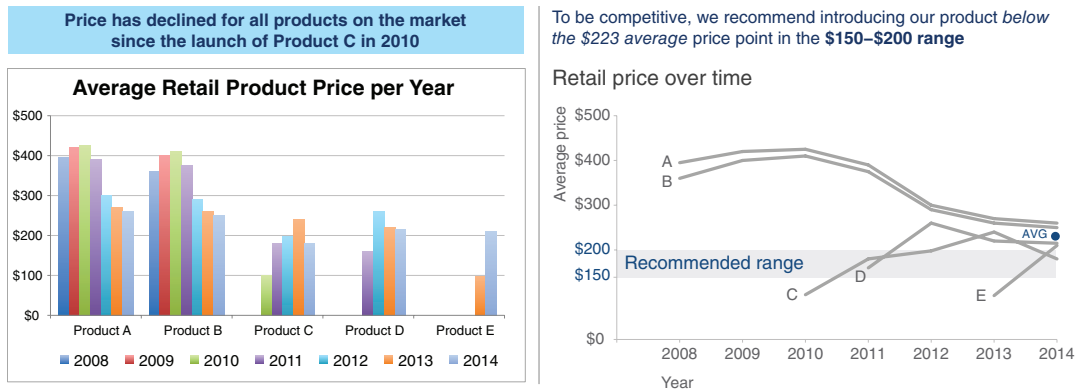 Price has declined for all products on the market
since the launch of Product C in 2010
Average Retail Product Price per Year
$500
$400
$300
$200
$100
$0
Product A
Product B
Product C
Product D
Product E
2008
2009
2010
2011
2012
2013
2014
To be competitive, we recommend introducing our product below
the $223 average price point in the $150–$200 range
Retail price over time
Average price
$500
$400
$300
$200
$150
$0
A
B
C
D
E
AVG
Recommended range
2008
2009
2010
2011
2012
2013
2014
Year